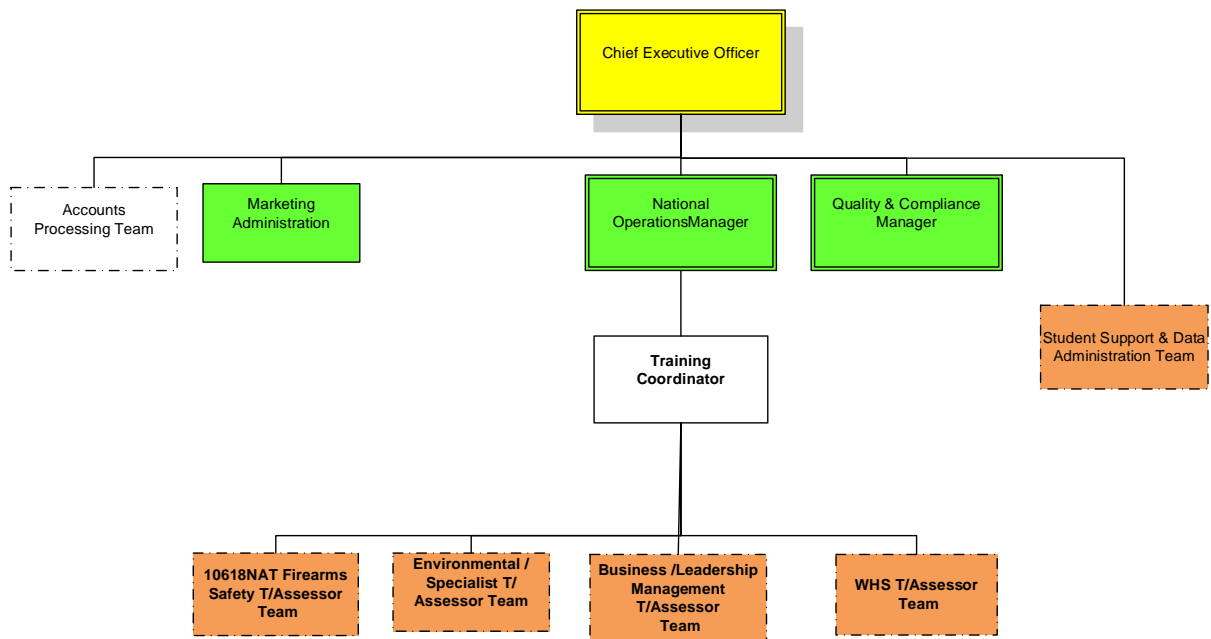 Chief Executive Officer
Accounts
Processing Team
Marketing
Administration
National
OperationsManager
Quality & Compliance
Manager
Student Support & Data
Administration Team
Training
Coordinator
10618NAT Firearms
Safety T/Assessor
Team
Environmental /
Specialist T/
Assessor Team
Business /Leadership
Management
T/Assessor
Team
WHS T/Assessor
Team